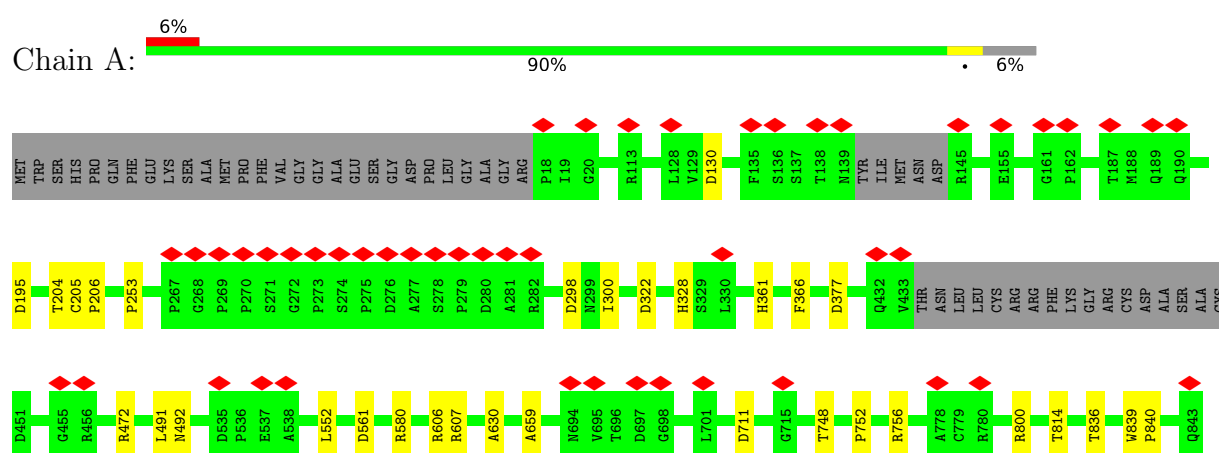 6%
Chain A:
90% • 6%
MET TRP SER HIS PRO GLN PHE GLU LYS SER ALA MET PRO PHE VAL GLY GLY ALA GLU SER GLY ASP PRO LEU GLY ALA GLY ARG P18 I19 G20 R113 L128 V129 D130 F135 S136 S137 T138 N139 TYR ILE MET ASN ASP R145 E155 G161 P162 T187 M188 Q189 Q190
D195 T204 C205 P206 P253 P267 G268 P269 P270 S271 G272 P273 S274 P275 D276 A277 S278 P279 D280 A281 R282 D298 N299 I300 D322 H328 S329 L330 H361 F366 D377 Q432 V433 THR ASN LEU LEU CYS ARG ARG PHE LYS GLY ARG CYS ASP ALA SER ALA
D451 G455 R456 R472 L491 N492 D535 P536 E537 A538 L552 D561 R580 R606 R607 A630 A659 N694 V695 T696 D697 G698 L701 D711 G715 T748 P752 R756 A778 C779 R780 R800 T814 T836 W839 P840 Q843